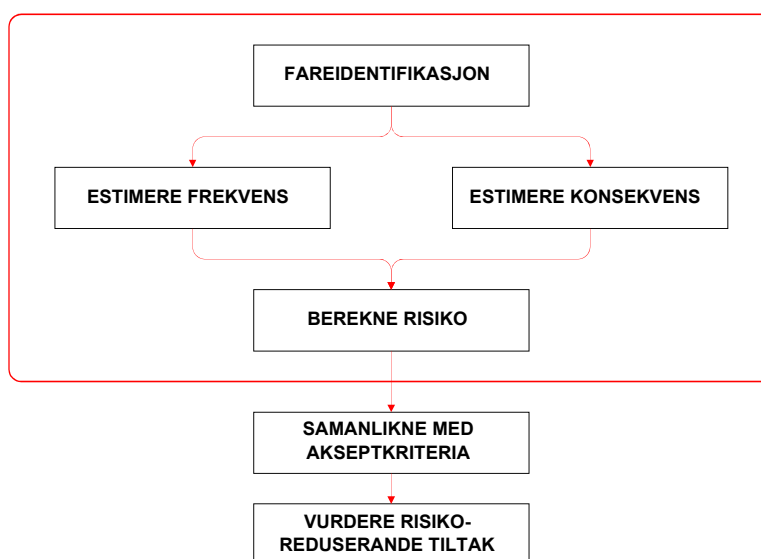 FAREIDENTIFIKASJON
ESTIMERE FREKVENS
ESTIMERE KONSEKVENS
BEREKNE RISIKO
SAMANLIKNE MED
AKSEPTKRITERIA
VURDERE RISIKO-
REDUSERANDE TILTAK